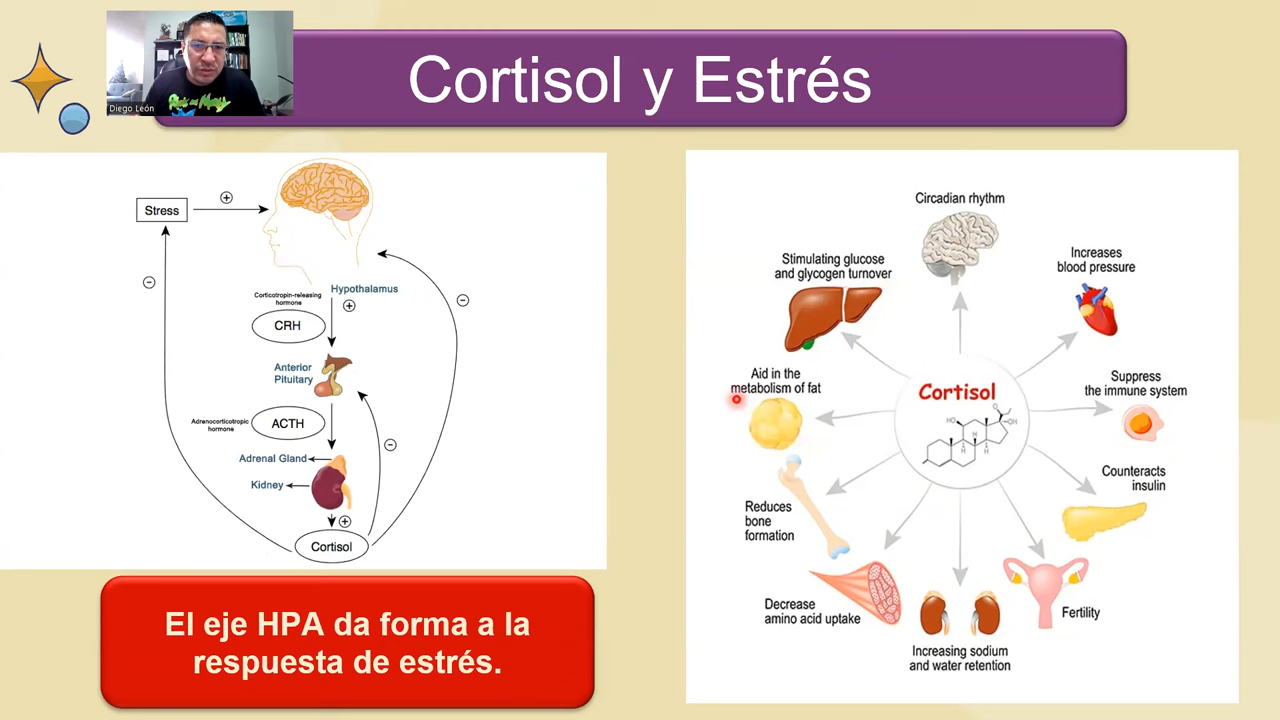 Cortisol y Estrés
Diego León
Stress
Hypothalamus
Corticotropin-releasing
hormone
CRH
Anterior
Pituitary
Adrenocorticotropic
hormone
ACTH
Adrenal Gland
Kidney
Cortisol
El eje HPA da forma a la
respuesta de estrés.
Circadian rhythm
Increases
blood pressure
Stimulating glucose
and glycogen turnover
Aid in the
metabolism of fat
Suppress
the immune system
Cortisol
HO
O
OH
H
H
H
Counteracts
insulin
Reduces
bone
formation
Decrease
amino acid uptake
Fertility
Increasing sodium
and water retention